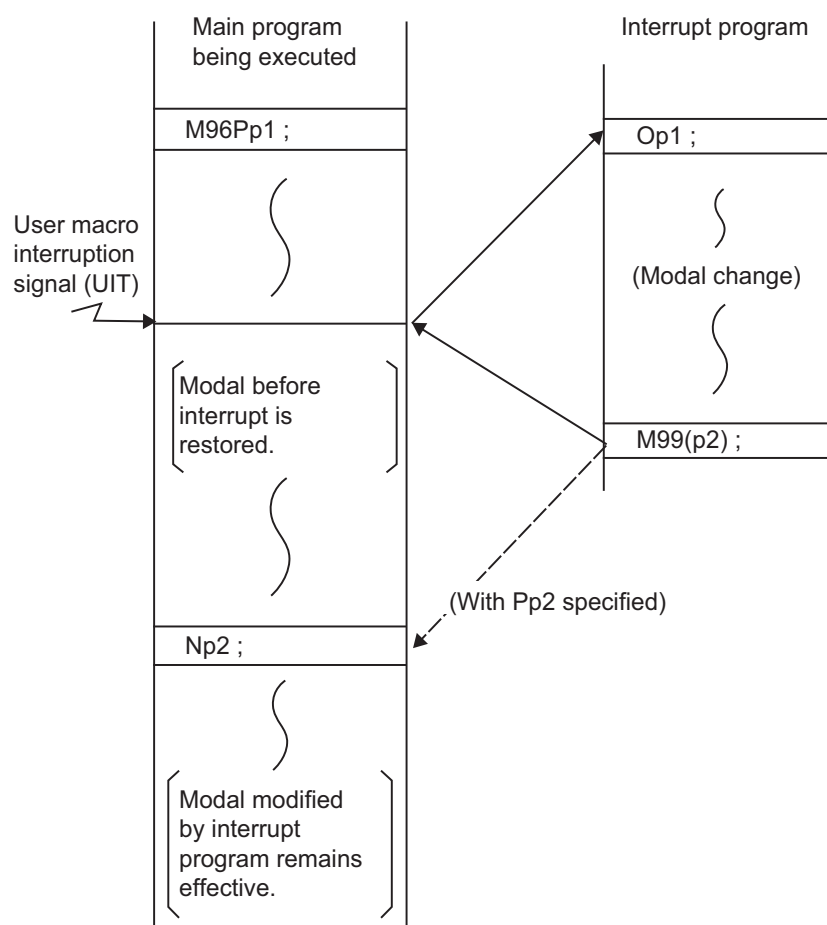 Main program
being executed
Interrupt program
M96Pp1 ;
Op1 ;
User macro
interruption
signal (UIT)
(Modal change)
Modal before
interrupt is
restored.
M99(p2) ;
(With Pp2 specified)
Np2 ;
Modal modified
by interrupt
program remains
effective.